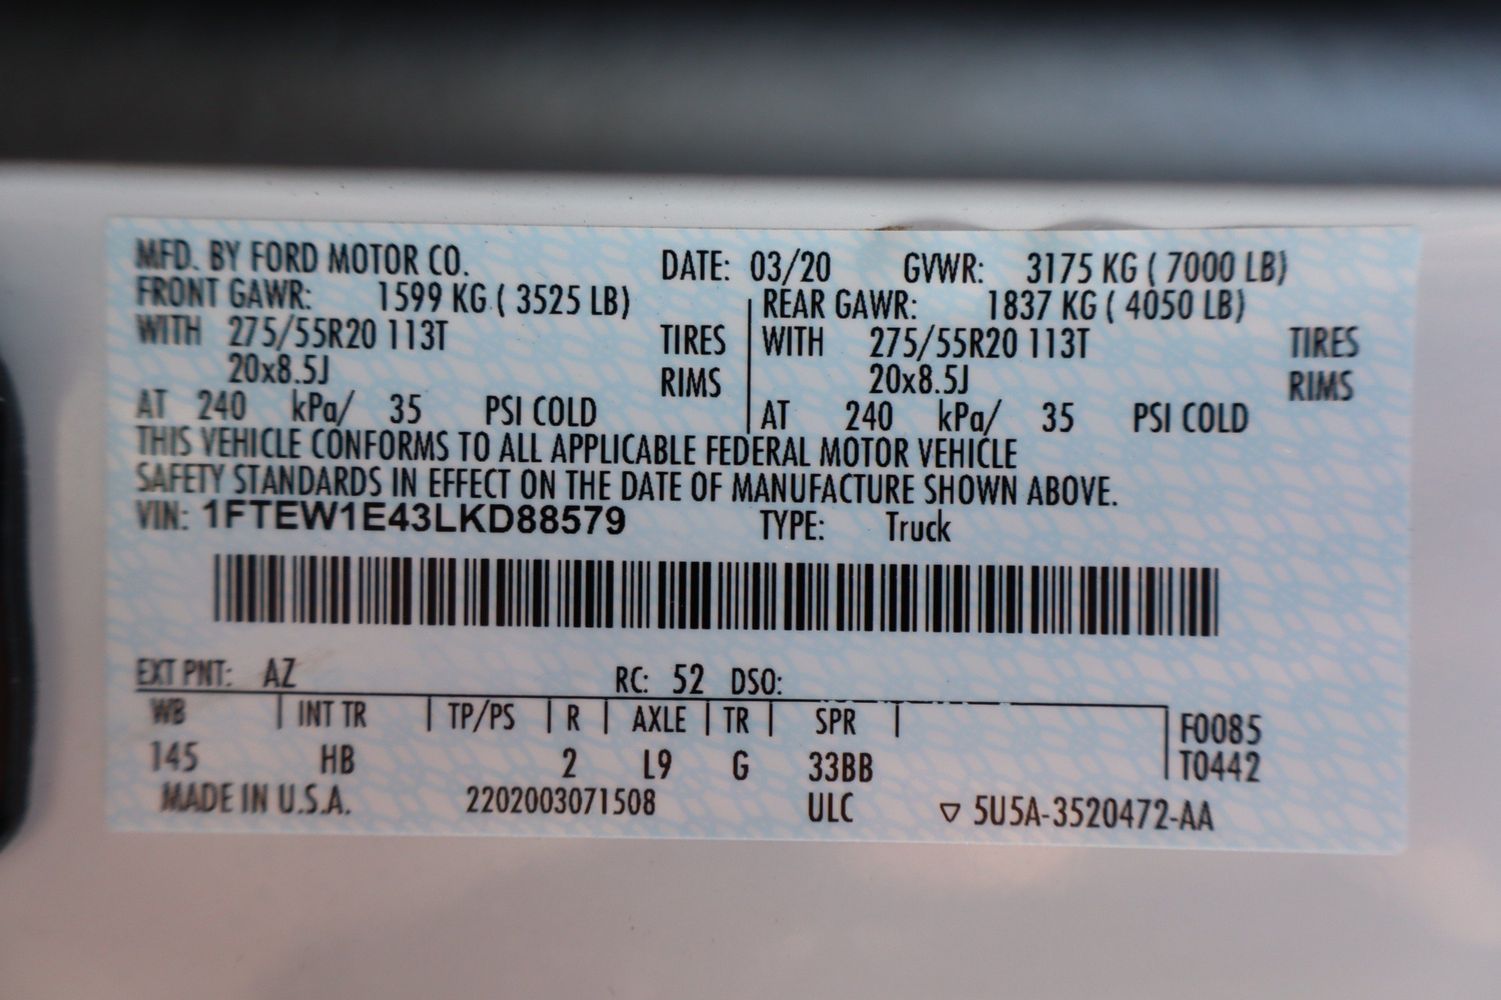 MFD. BY FORD MOTOR CO. DATE: 03/20 GVWR: 3175 KG ( 7000 LB)
FRONT GAWR: 1599 KG ( 3525 LB) REAR GAWR: 1837 KG ( 4050 LB)
WITH 275/55R20 113T TIRES WITH 275/55R20 113T TIRES
20x8.5J RIMS 20x8.5J RIMS
AT 240 kPa/ 35 PSI COLD AT 240 kPa/ 35 PSI COLD
THIS VEHICLE CONFORMS TO ALL APPLICABLE FEDERAL MOTOR VEHICLE
SAFETY STANDARDS IN EFFECT ON THE DATE OF MANUFACTURE SHOWN ABOVE.
VIN: 1FTEW1E43LKD88579 TYPE: Truck
EXT PNT: AZ RC: 52 DSO:
WB | INT TR | TP/PS | R | AXLE | TR | SPR | F0085
145 HB 2 L9 G 33BB T0442
MADE IN U.S.A. 2202003071508 ULC ▽ 5U5A-3520472-AA